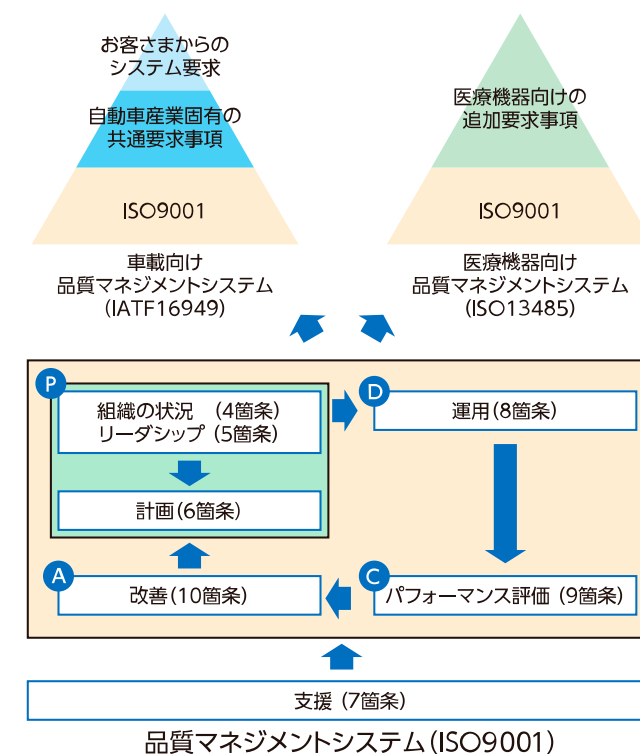 お客さまからの
システム要求
自動車産業固有の
共通要求事項
ISO9001
車載向け
品質マネジメントシステム
(IATF16949)
医療機器向けの
追加要求事項
ISO9001
医療機器向け
品質マネジメントシステム
(ISO13485)
P
組織の状況 (4箇条)
リーダシップ (5箇条)
計画(6箇条)
D
運用(8箇条)
A
改善(10箇条)
C
パフォーマンス評価 (9箇条)
支援 (7箇条)
品質マネジメントシステム(ISO9001)